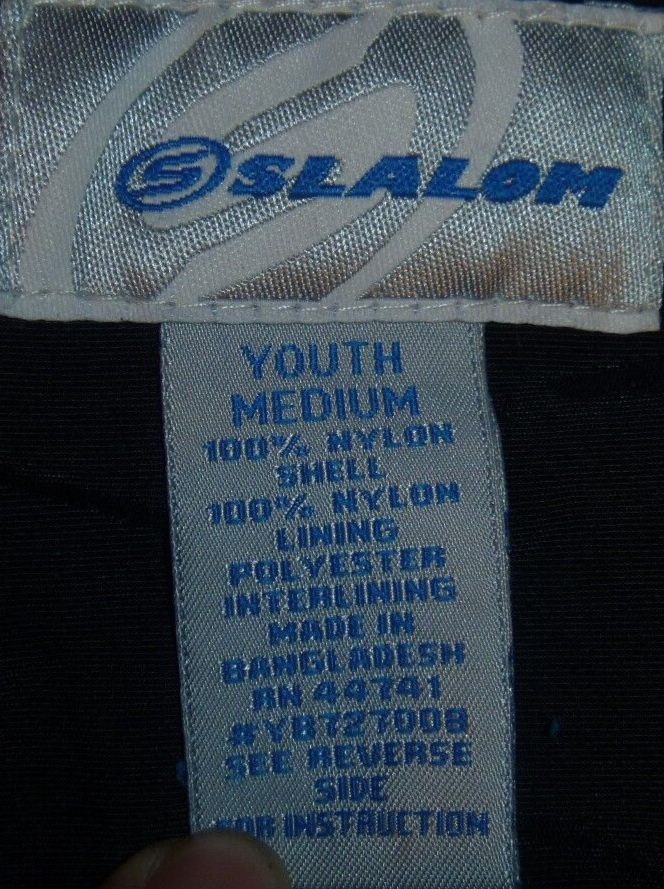 S SLALOM
YOUTH
MEDIUM
100% NYLON
SHELL
100% NYLON
LINING
POLYESTER
INTERLINING
MADE IN
BANGLADESH
RN 44741
#YB727008
SEE REVERSE
SIDE
FOR INSTRUCTION